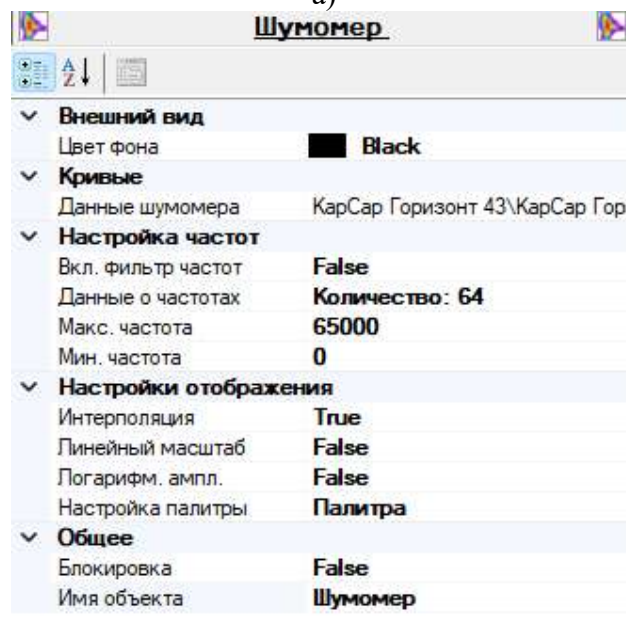 а)
Шумомер
Внешний вид
Цвет фона Black
Кривые
Данные шумомера КарСар Горизонт 43\КарСар Гор
Настройка частот
Вкл. фильтр частот False
Данные о частотах Количество: 64
Макс. частота 65000
Мин. частота 0
Настройки отображения
Интерполяция True
Линейный масштаб False
Логарифм. ампл. False
Настройка палитры Палитра
Общее
Блокировка False
Имя объекта Шумомер